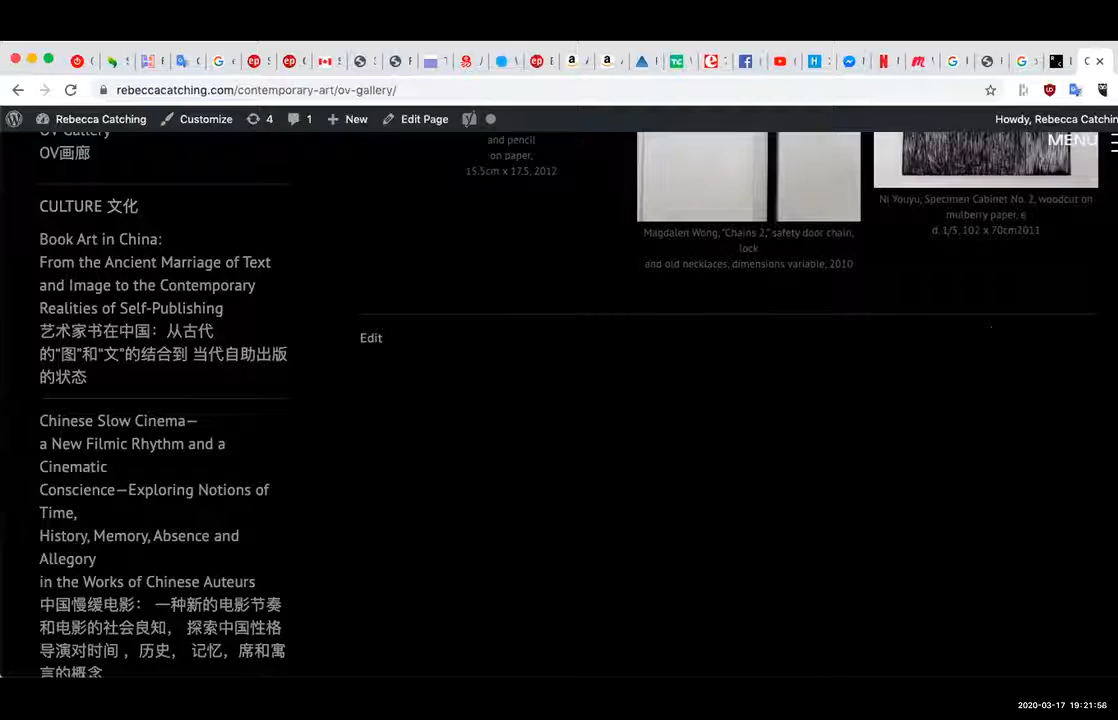 rebeccacatching.com/contemporary-art/ov-gallery/
Rebecca Catching
Customize
4
1
New
Edit Page
Howdy, Rebecca Catchin
MENU
OV Gallery
OV画廊
CULTURE 文化
Book Art in China:
From the Ancient Marriage of Text
and Image to the Contemporary
Realities of Self-Publishing
艺术家书在中国：从古代
的“图”和“文”的结合到 当代自助出版
的状态
Chinese Slow Cinema—
a New Filmic Rhythm and a
Cinematic
Conscience—Exploring Notions of
Time,
History, Memory, Absence and
Allegory
in the Works of Chinese Auteurs
中国慢缓电影： 一种新的电影节奏
和电影的社会良知， 探索中国性格
导演对时间 ，历史， 记忆，席和寓
言的概念
and pencil
on paper,
15.5cm x 17.5, 2012
Magdalen Wong, "Chains 2," safety door chain,
lock
and old necklaces, dimensions variable, 2010
Ni Youyu, Specimen Cabinet No. 2, woodcut on
mulberry paper, e
d. 1/5, 102 x 70cm2011
Edit
2020-03-17 19:21:56